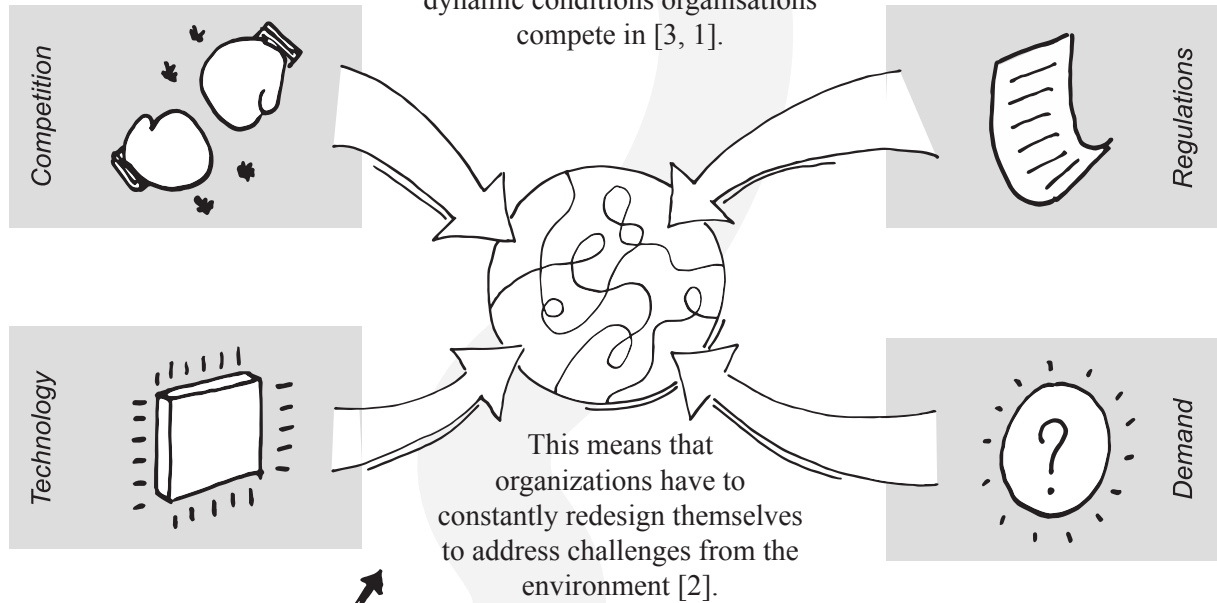 dynamic conditions organisations
compete in [3, 1].
Competition
Regulations
Technology
Demand
?
This means that
organizations have to
constantly redesign themselves
to address challenges from the
environment [2].